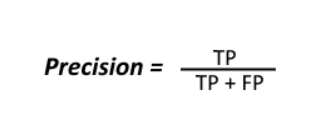 Precision = TP
TP + FP